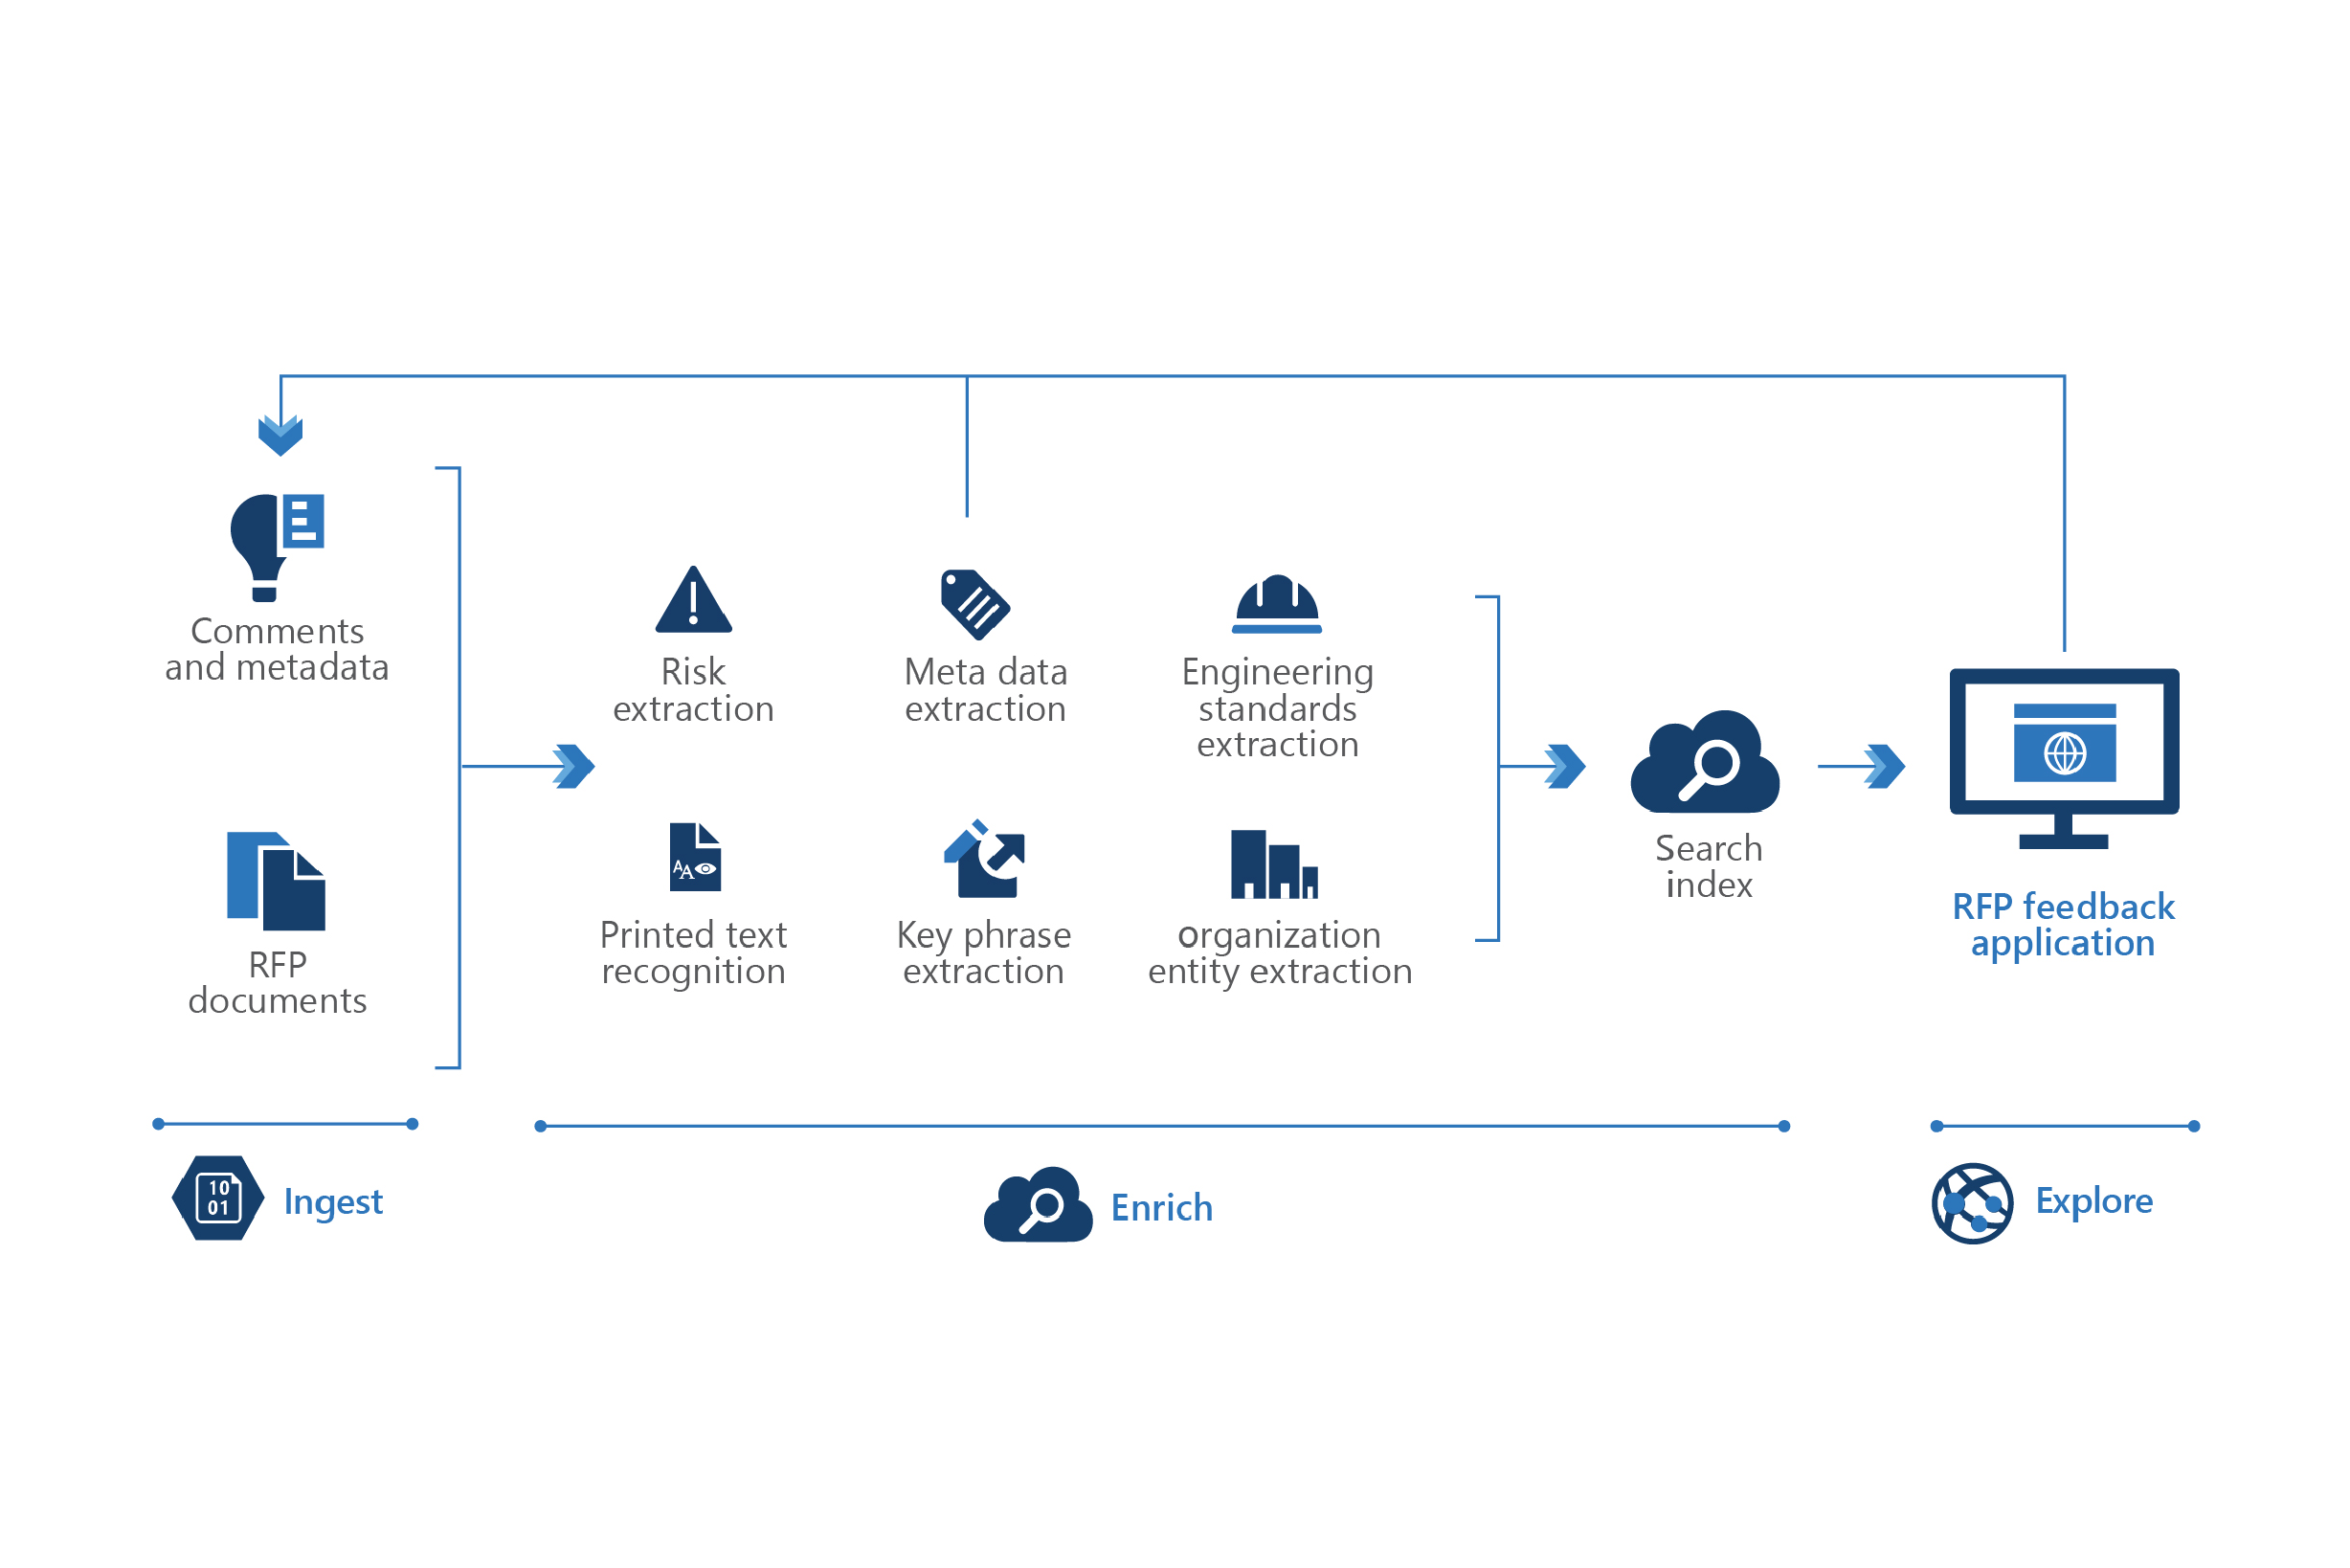 Comments
and metadata
RFP
documents
Risk
extraction
Meta data
extraction
Engineering
standards
extraction
Printed text
recognition
AA
Key phrase
extraction
organization
entity extraction
Search
index
RFP feedback
application
10
01
Ingest
Enrich
Explore